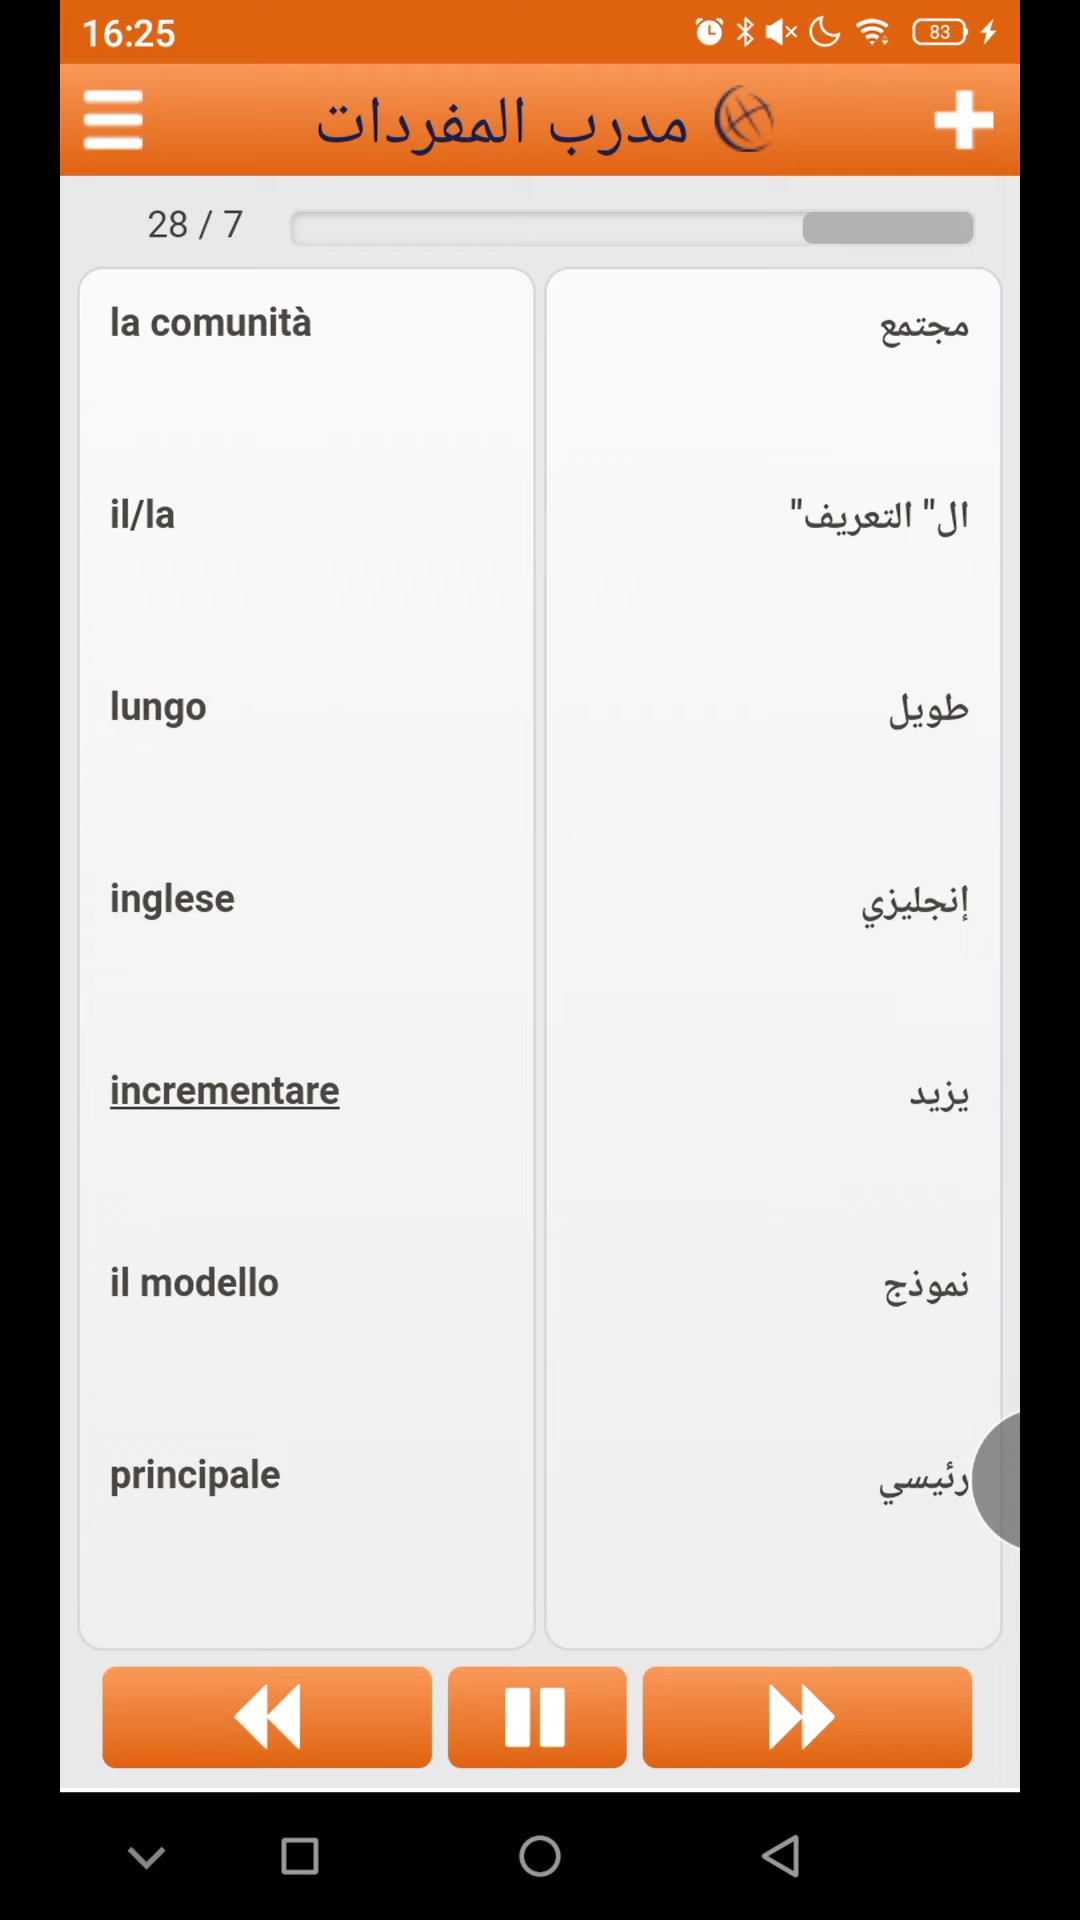 16:25
83
مدرب المفردات
28 / 7
la comunità
مجتمع
il/la
ال" التعريف"
lungo
طويل
inglese
إنجليزي
incrementare
يزيد
il modello
نموذج
principale
رئيسي